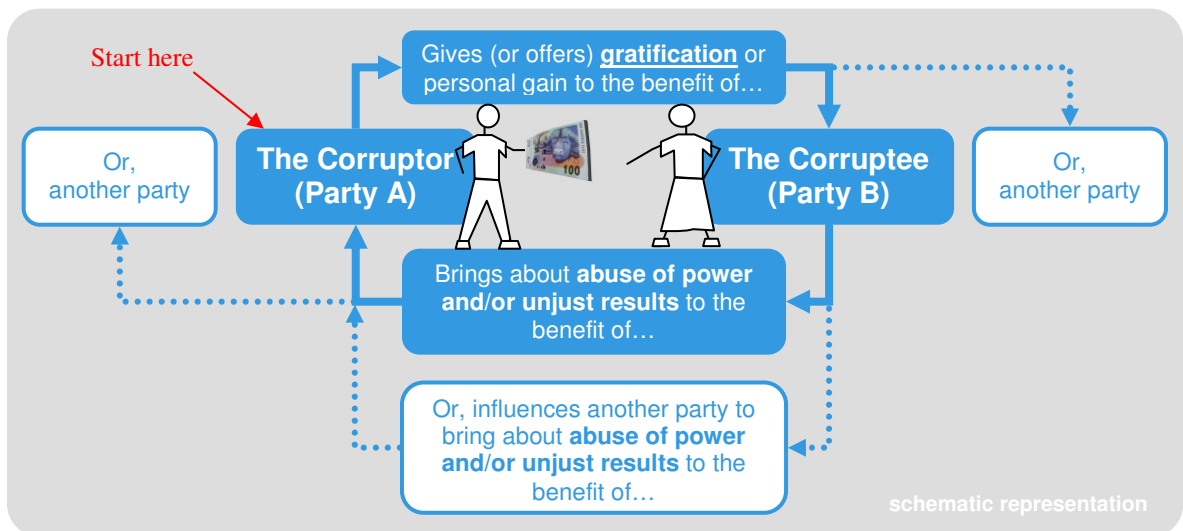 Start here
Gives (or offers) gratification or
personal gain to the benefit of…
Or,
another party
The Corruptor
(Party A)
100
The Corruptee
(Party B)
Or,
another party
Brings about abuse of power
and/or unjust results to the
benefit of…
Or, influences another party to
bring about abuse of power
and/or unjust results to the
benefit of…
schematic representation